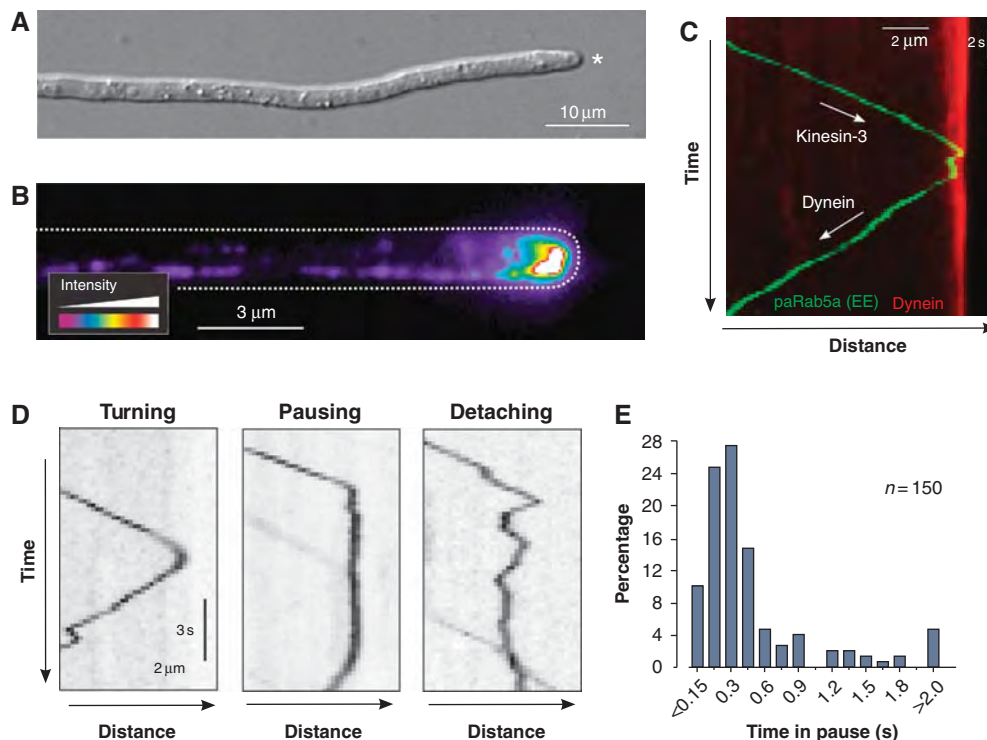 A
*
10 μm
B
Intensity
3 μm
C
2 μm
2 s
Kinesin-3
Dynein
paRab5a (EE) Dynein
Time
Distance
D
Turning
Pausing
Detaching
Time
3 s
2 μm
Distance
Distance
Distance
E
28
24
20
16
12
8
4
0
Percentage
n = 150
<0.15
0.3
0.6
0.9
1.2
1.5
1.8
>2.0
Time in pause (s)